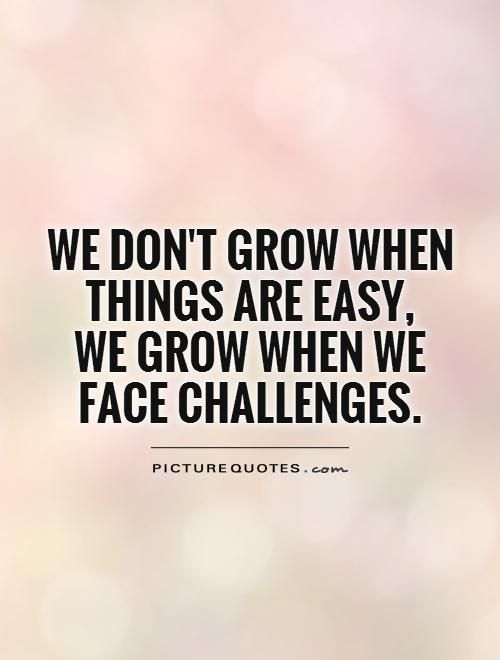 WE DON'T GROW WHEN
THINGS ARE EASY,
WE GROW WHEN WE
FACE CHALLENGES.
PICTUREQUOTES.com